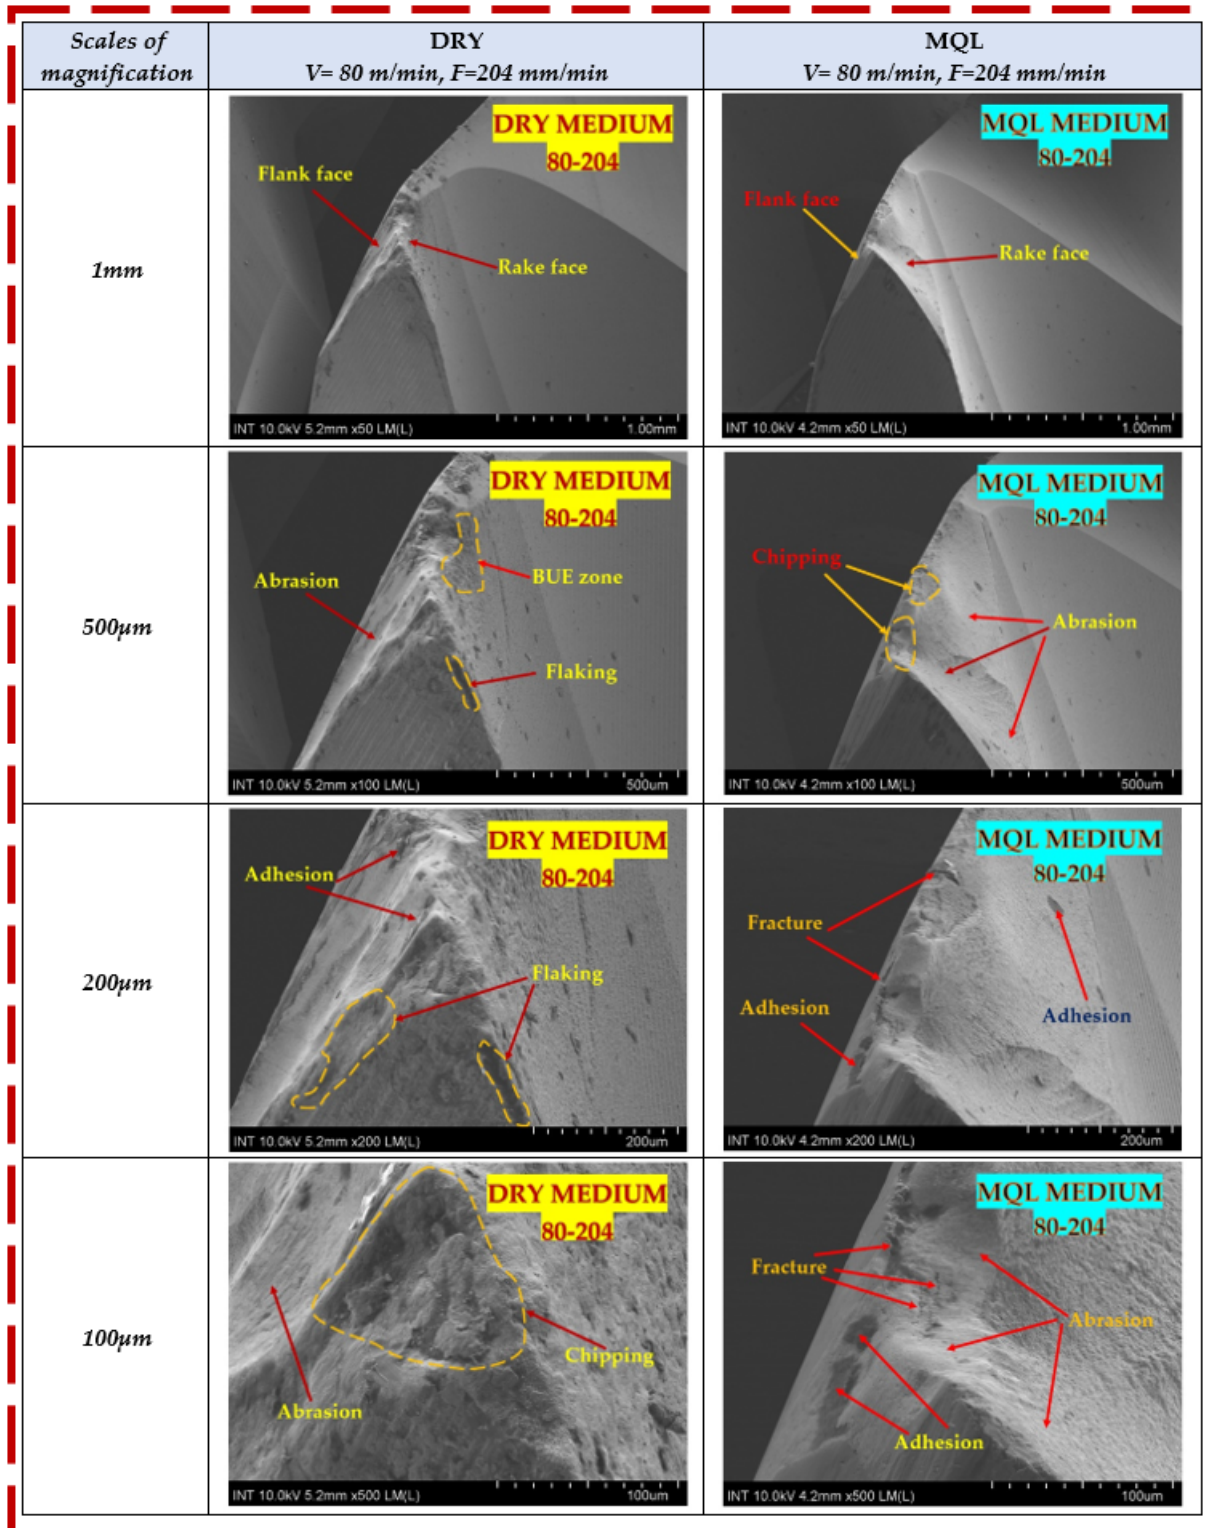 Scales of
magnification
DRY
V= 80 m/min, F=204 mm/min
MQL
V= 80 m/min, F=204 mm/min
1mm
DRY MEDIUM
80-204
Flank face
Rake face
INT 10.0kV 5.2mm x50 LM(L)
1.00mm
MQL MEDIUM
80-204
Flank face
Rake face
INT 10.0kV 4.2mm x50 LM(L)
1.00mm
500μm
DRY MEDIUM
80-204
Abrasion
BUE zone
Flaking
INT 10.0kV 5.2mm x100 LM(L)
500um
MQL MEDIUM
80-204
Chipping
Abrasion
INT 10.0kV 4.2mm x100 LM(L)
500um
200μm
DRY MEDIUM
80-204
Adhesion
Flaking
INT 10.0kV 5.2mm x200 LM(L)
200um
MQL MEDIUM
80-204
Fracture
Adhesion
Adhesion
INT 10.0kV 4.2mm x200 LM(L)
200um
100μm
DRY MEDIUM
80-204
Chipping
Abrasion
INT 10.0kV 5.2mm x500 LM(L)
100um
MQL MEDIUM
80-204
Fracture
Abrasion
Adhesion
INT 10.0kV 4.2mm x500 LM(L)
100um